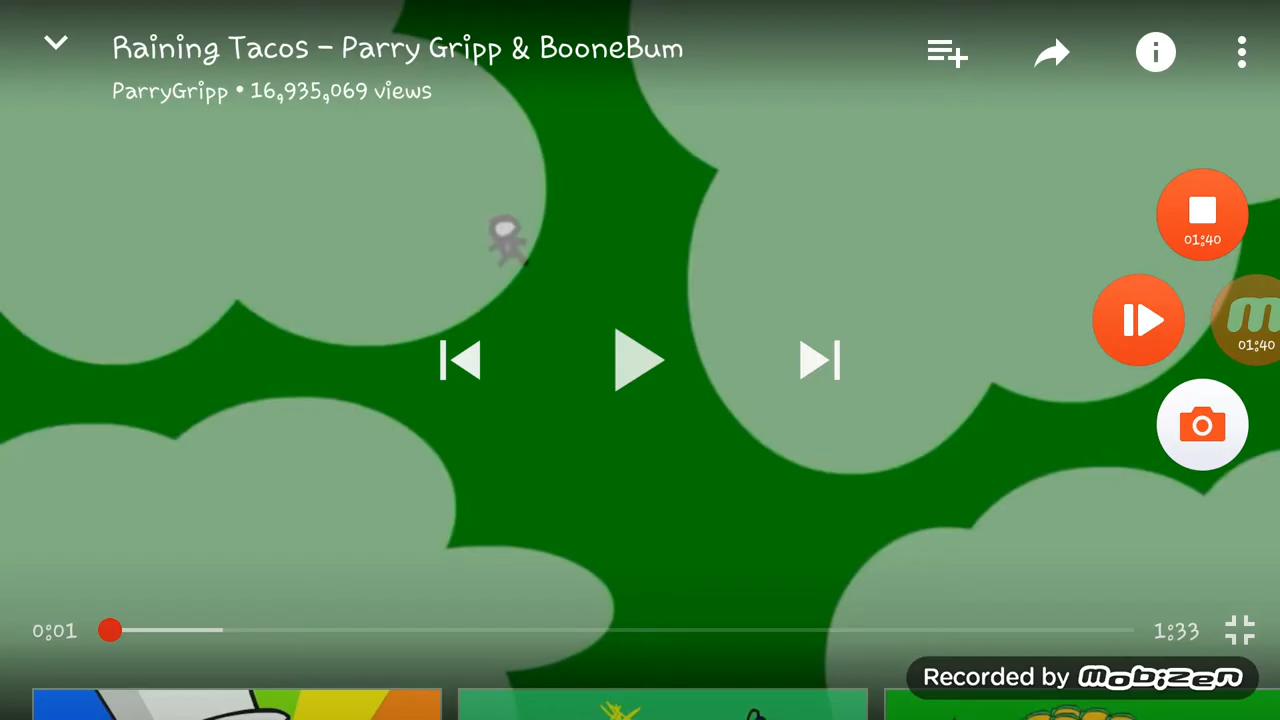 Raining Tacos - Parry Gripp & BooneBum
ParryGripp • 16,935,069 views
01:40
01:40
0:01
1:33
Recorded by mobizen